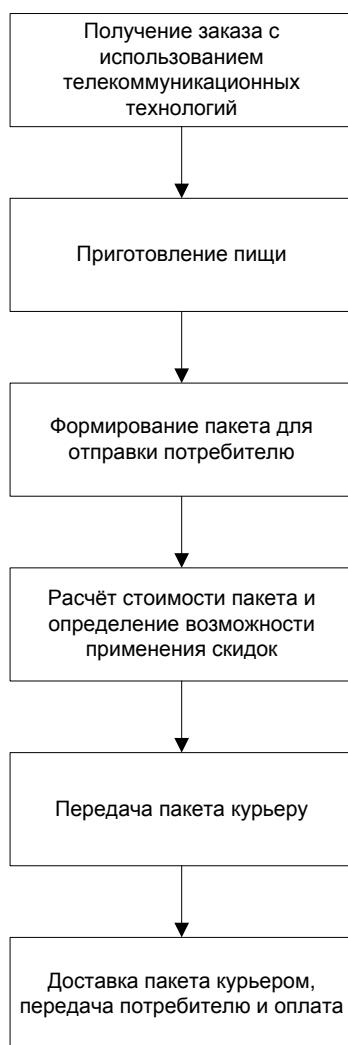 Получение заказа с
использованием
телекоммуникационных
технологий
Приготовление пищи
Формирование пакета для
отправки потребителю
Расчёт стоимости пакета и
определение возможности
применения скидок
Передача пакета курьеру
Доставка пакета курьером,
передача потребителю и оплата